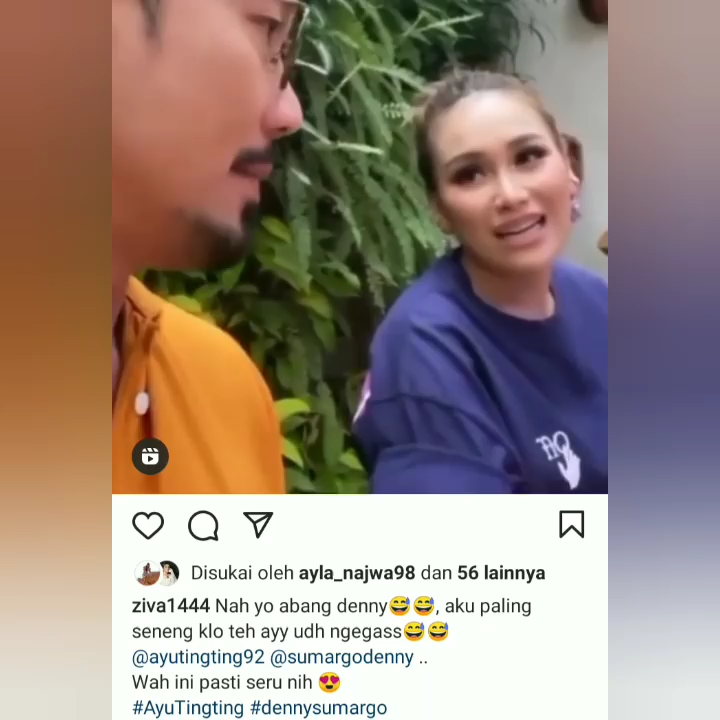 no
Disukai oleh ayla_najwa98 dan 56 lainnya
ziva1444 Nah yo abang denny😅😅, aku paling
seneng klo teh ayy udh ngegass😅😅
@ayutingting92 @sumargodenny ..
Wah ini pasti seru nih 😍
#AyuTingting #dennysumargo